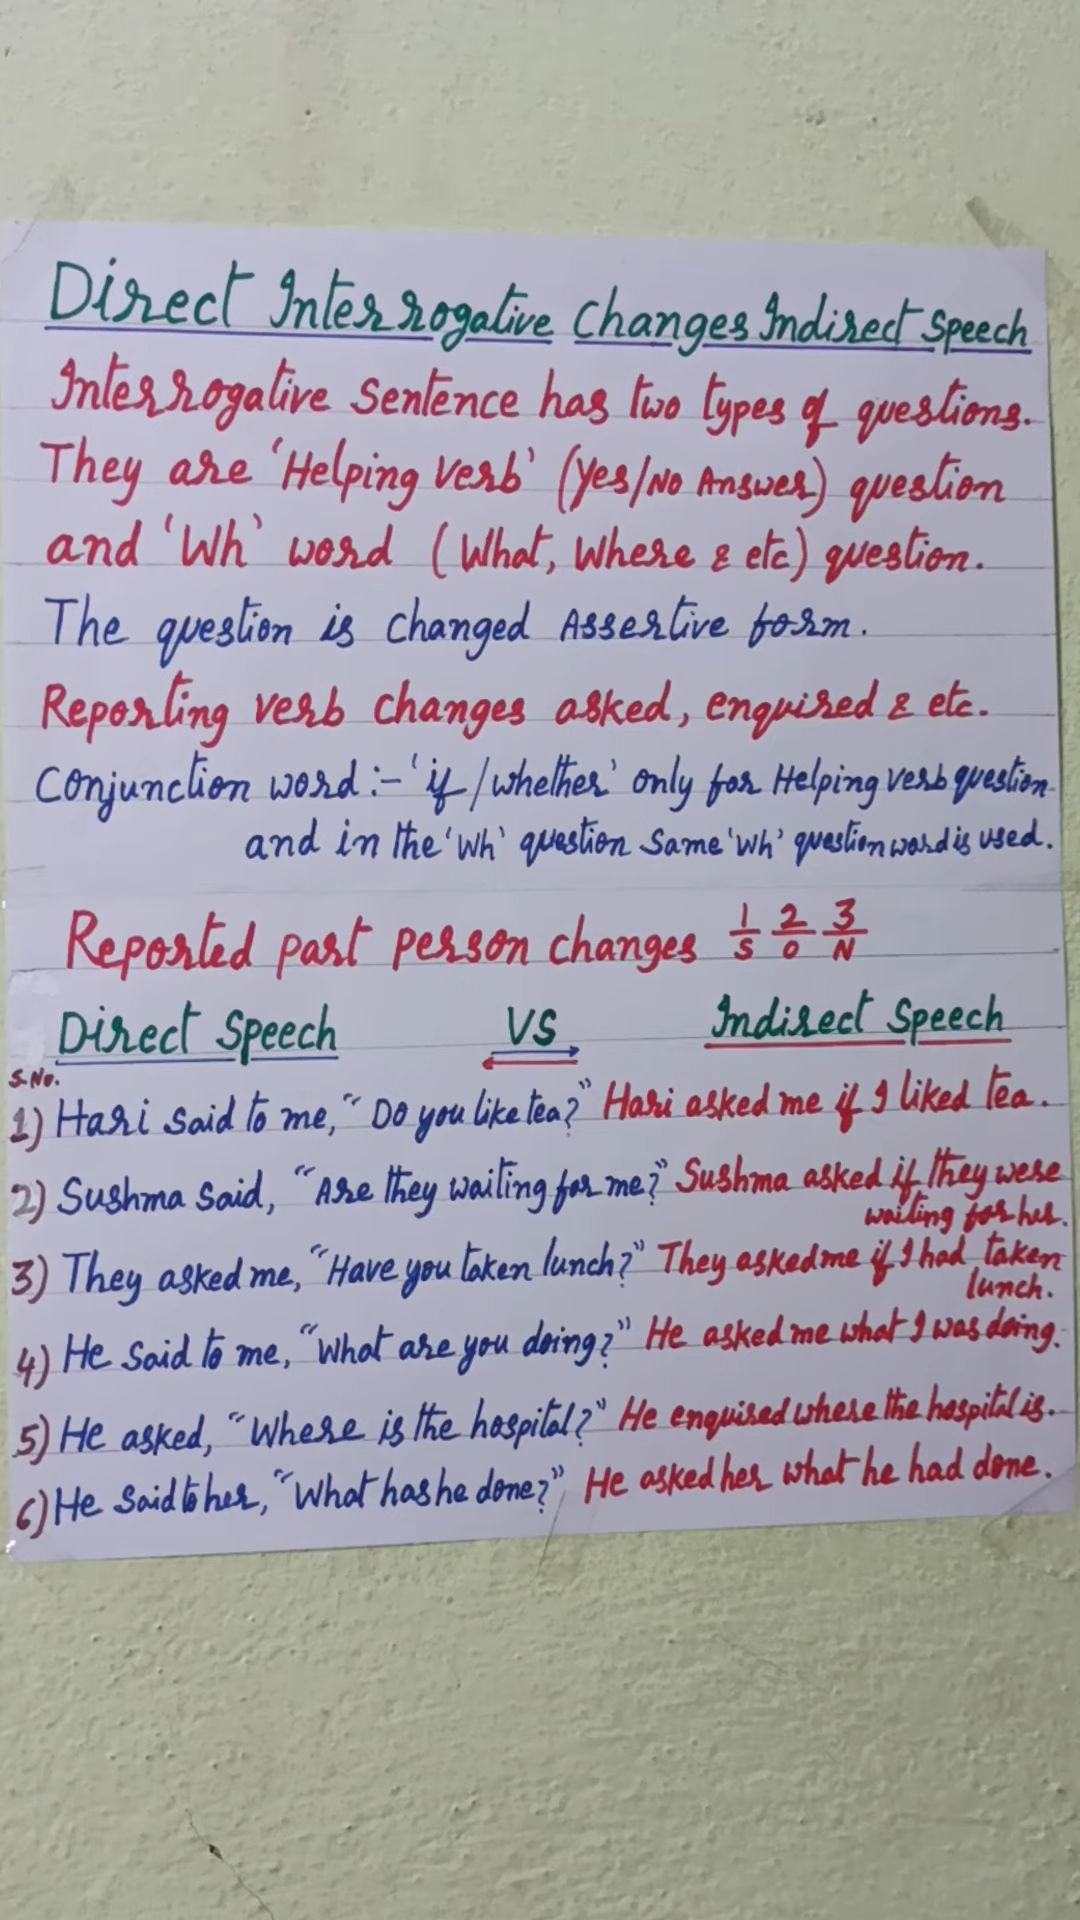 Direct Interrogative Changes Indirect Speech
Interrogative Sentence has two types of questions.
They are 'Helping verb' (Yes/No Answer) question
and 'Wh' word (What, Where & etc) question.
The question is changed Assertive form.
Reporting verb changes asked, enquired & etc.
Conjunction word :- 'if/whether' only for Helping verb question
and in the 'Wh' question Same 'Wh' question word is used.
Reported part person changes 1/S 2/O 3/N
Direct Speech VS Indirect Speech
S.No.
1) Hari Said to me, "Do you like tea?" Hari asked me if I liked tea.
2) Sushma Said, "Are they waiting for me?" Sushma asked if they were
waiting for her.
3) They asked me, "Have you taken lunch?" They asked me if I had taken
lunch.
4) He Said to me, "What are you doing?" He asked me what I was doing.
5) He asked, "Where is the hospital?" He enquired where the hospital is.
6) He Said to her, "What has he done?" He asked her what he had done.